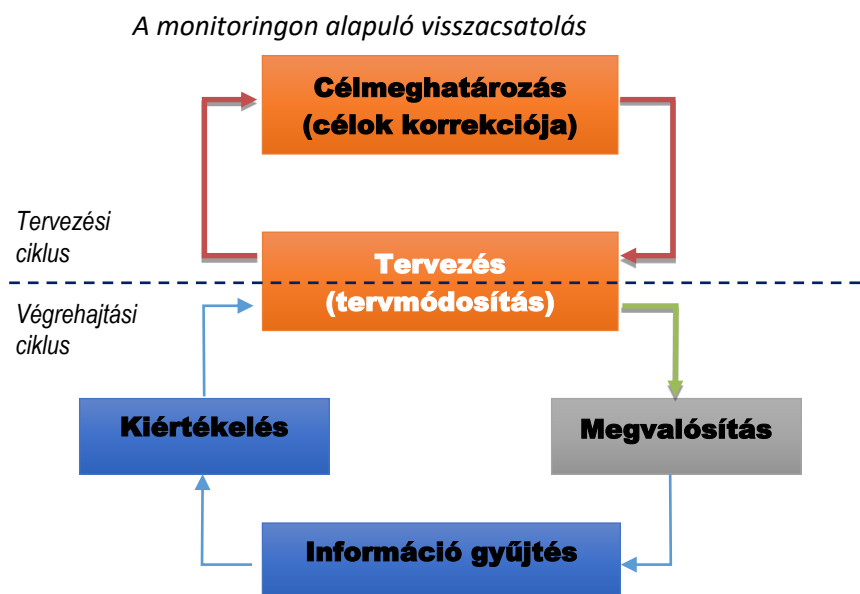 A monitoringon alapuló visszacsatolás
Célmeghatározás
(célok korrekciója)
Tervezési
ciklus
Tervezés
(tervmódosítás)
Végrehajtási
ciklus
Kiértékelés
Megvalósítás
Információ gyűjtés